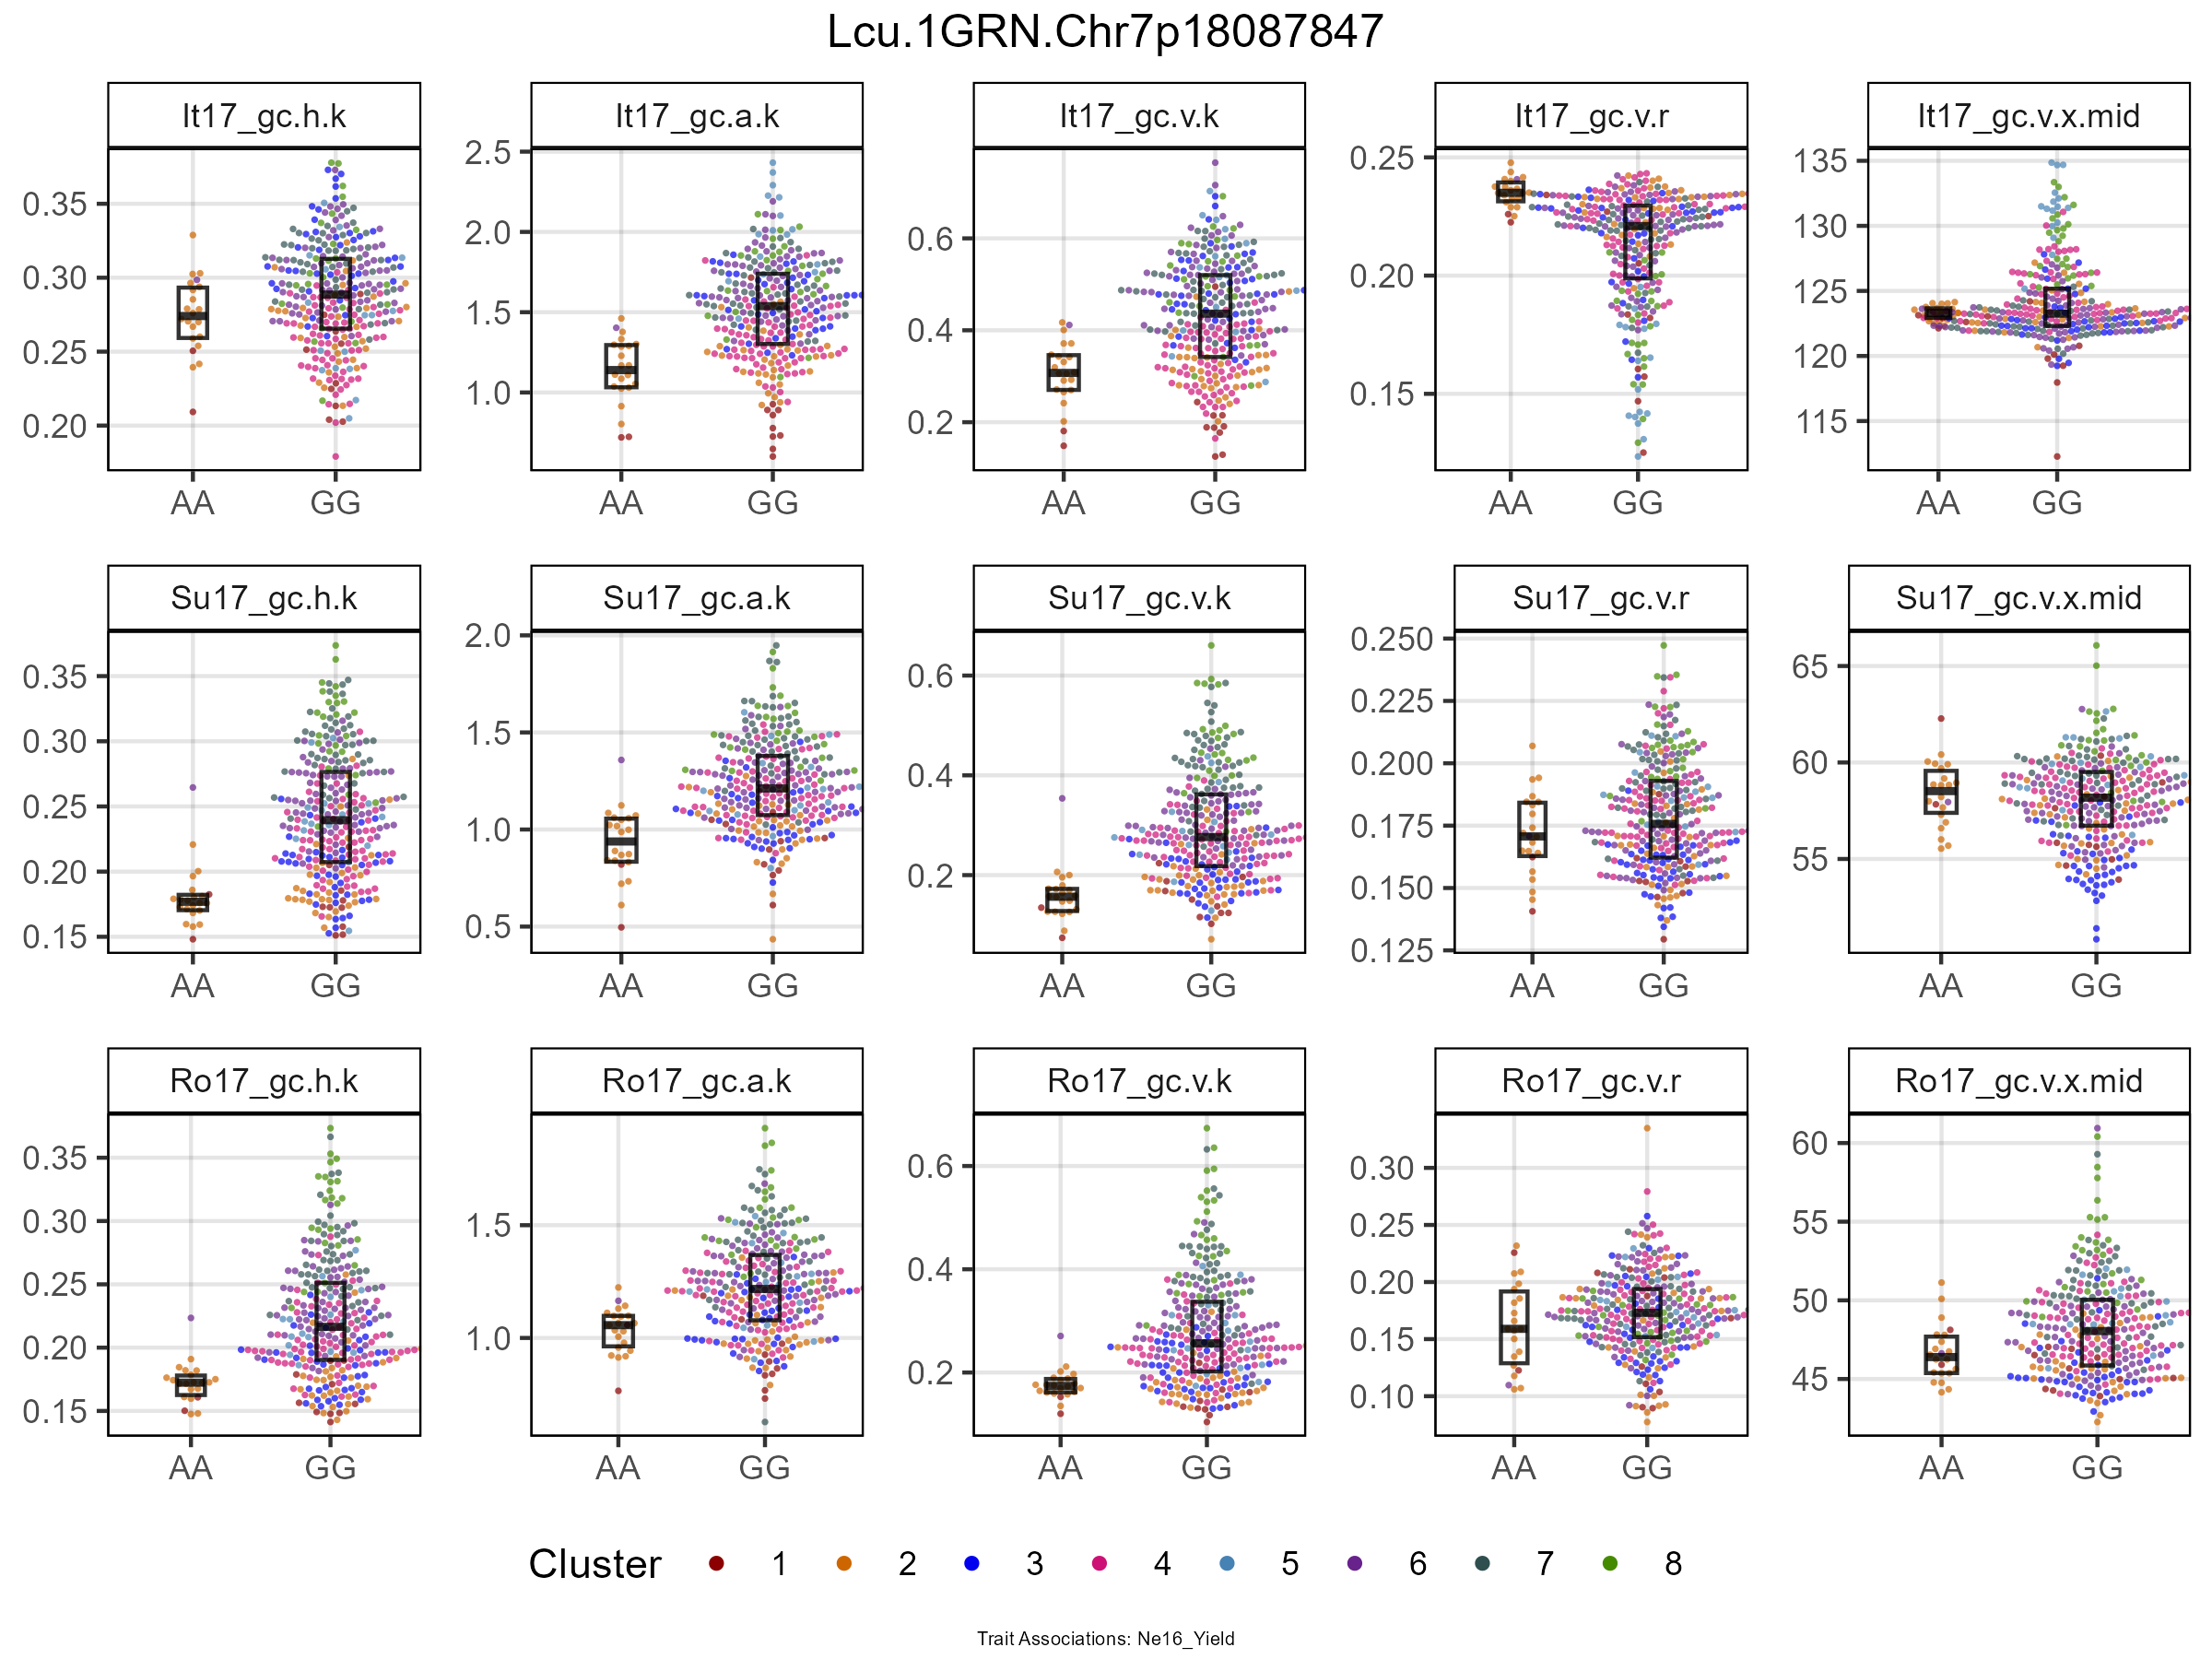 Lcu.1GRN.Chr7p18087847
It17_gc.h.k It17_gc.a.k It17_gc.v.k It17_gc.v.r It17_gc.v.x.mid
0.35 0.30 0.25 0.20
2.5 2.0 1.5 1.0
0.6 0.4 0.2
0.25 0.20 0.15
135 130 125 120 115
AA GG AA GG AA GG AA GG AA GG
Su17_gc.h.k Su17_gc.a.k Su17_gc.v.k Su17_gc.v.r Su17_gc.v.x.mid
0.35 0.30 0.25 0.20 0.15
2.0 1.5 1.0 0.5
0.6 0.4 0.2
0.250 0.225 0.200 0.175 0.150 0.125
65 60 55
AA GG AA GG AA GG AA GG AA GG
Ro17_gc.h.k Ro17_gc.a.k Ro17_gc.v.k Ro17_gc.v.r Ro17_gc.v.x.mid
0.35 0.30 0.25 0.20 0.15
1.5 1.0
0.6 0.4 0.2
0.30 0.25 0.20 0.15 0.10
60 55 50 45
AA GG AA GG AA GG AA GG AA GG
Cluster 1 2 3 4 5 6 7 8
Trait Associations: Ne16_Yield